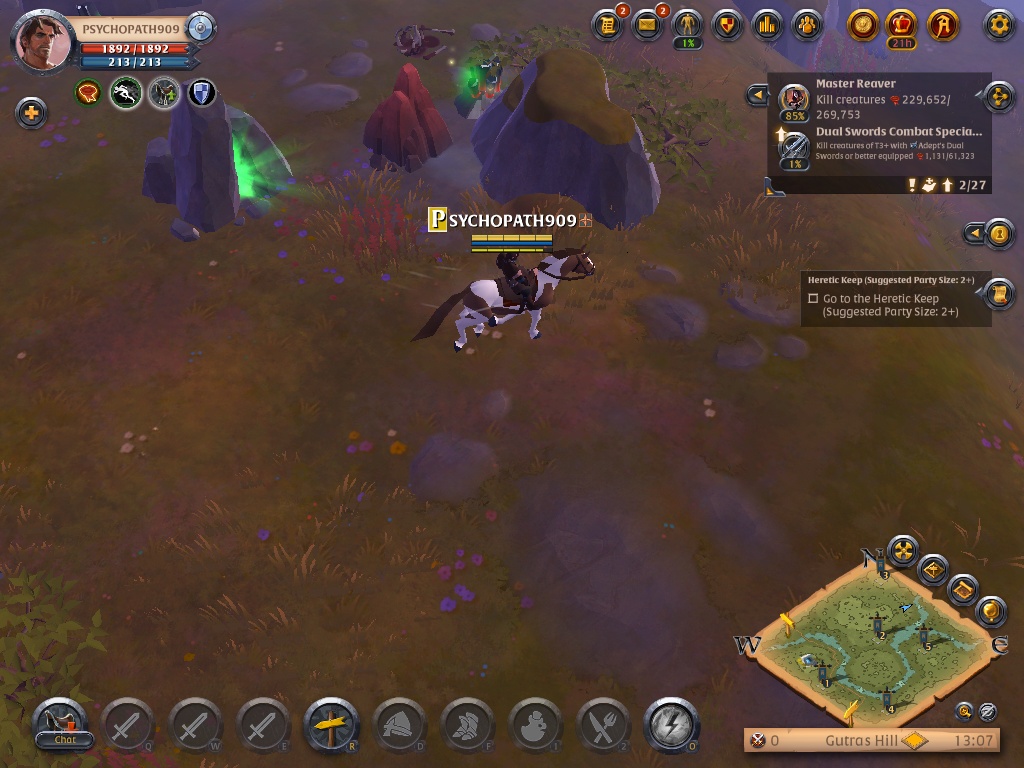 PSYCHOPATH909
1892 / 1892
213 / 213
2
2
1%
21h
Master Reaver
Kill creatures 229,652/
269,753
85%
Dual Swords Combat Specia...
Kill creatures of T3+ with Adept's Dual
Swords or better equipped 1,131/61,323
1%
2/27
P PSYCHOPATH909
Heretic Keep (Suggested Party Size: 2+)
Go to the Heretic Keep
(Suggested Party Size: 2+)
N
3
W
2
5
E
1
4
Chat
Q
W
E
R
D
F
1
2
O
0
Gutras Hill
13:07